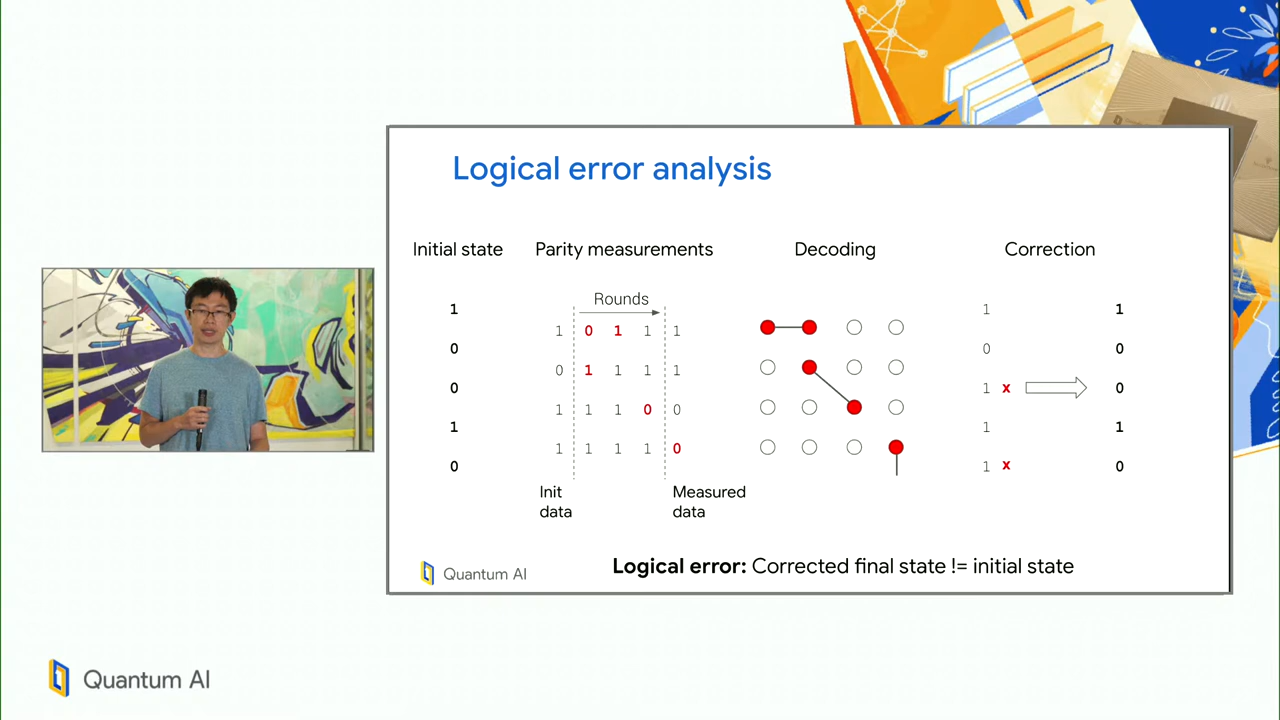 Logical error analysis
Initial state
Parity measurements
Decoding
Correction
Rounds
1
0
0
1
0
1 0 1 1 1
0 1 1 1 1
1 1 1 0 0
1 1 1 1 0
Init
data
Measured
data
1
0
1 x
1
1 x
1
0
0
1
0
Logical error: Corrected final state != initial state
Quantum AI
Quantum AI